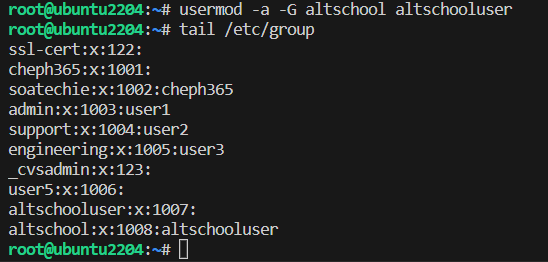 root@ubuntu2204:~# usermod -a -G altschool altschooluser
root@ubuntu2204:~# tail /etc/group
ssl-cert:x:122:
cheph365:x:1001:
soatechie:x:1002:cheph365
admin:x:1003:user1
support:x:1004:user2
engineering:x:1005:user3
_cvsadmin:x:123:
user5:x:1006:
altschooluser:x:1007:
altschool:x:1008:altschooluser
root@ubuntu2204:~#